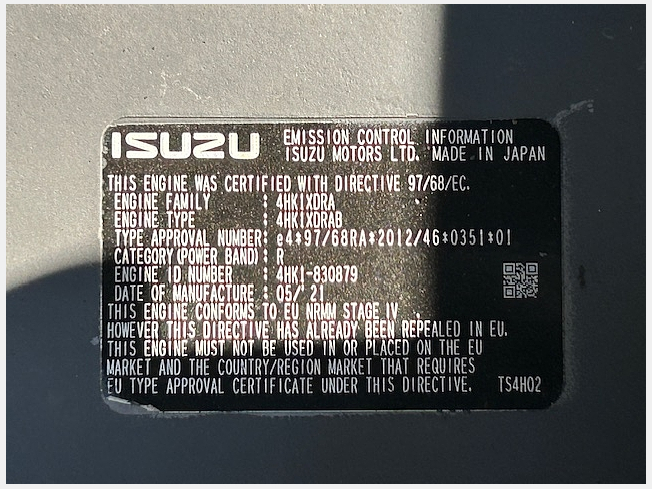 ISUZU
EMISSION CONTROL INFORMATION
ISUZU MOTORS LTD. MADE IN JAPAN
THIS ENGINE WAS CERTIFIED WITH DIRECTIVE 97/68/EC.
ENGINE FAMILY : 4HK1XDRA
ENGINE TYPE : 4HK1XDRAB
TYPE APPROVAL NUMBER: e4*97/68RA*2012/46*0351*01
CATEGORY(POWER BAND): R
ENGINE ID NUMBER : 4HK1-830879
DATE OF MANUFACTURE : 05/'21
THIS ENGINE CONFORMS TO EU NRMM STAGE IV .
HOWEVER THIS DIRECTIVE HAS ALREADY BEEN REPEALED IN EU.
THIS ENGINE MUST NOT BE USED IN OR PLACED ON THE EU
MARKET AND THE COUNTRY/REGION MARKET THAT REQUIRES
EU TYPE APPROVAL CERTIFICATE UNDER THIS DIRECTIVE. TS4H02